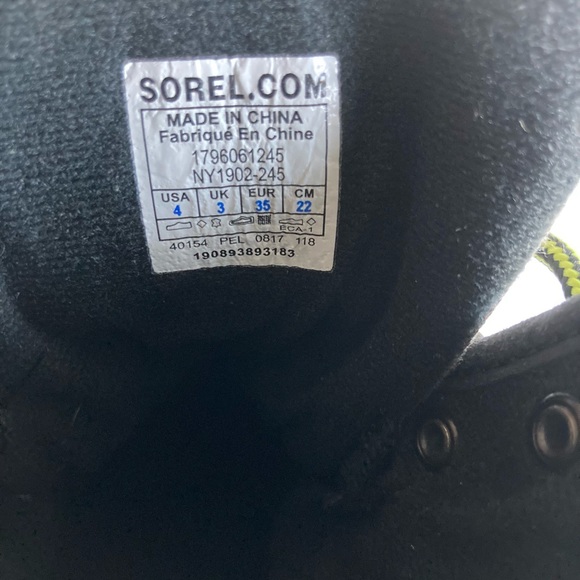 SOREL.COM
MADE IN CHINA
Fabriqué En Chine
1796061245
NY1902-245
USA UK EUR CM
4 3 35 22
ECA-1
40154 PEL 0817 118
190893893183